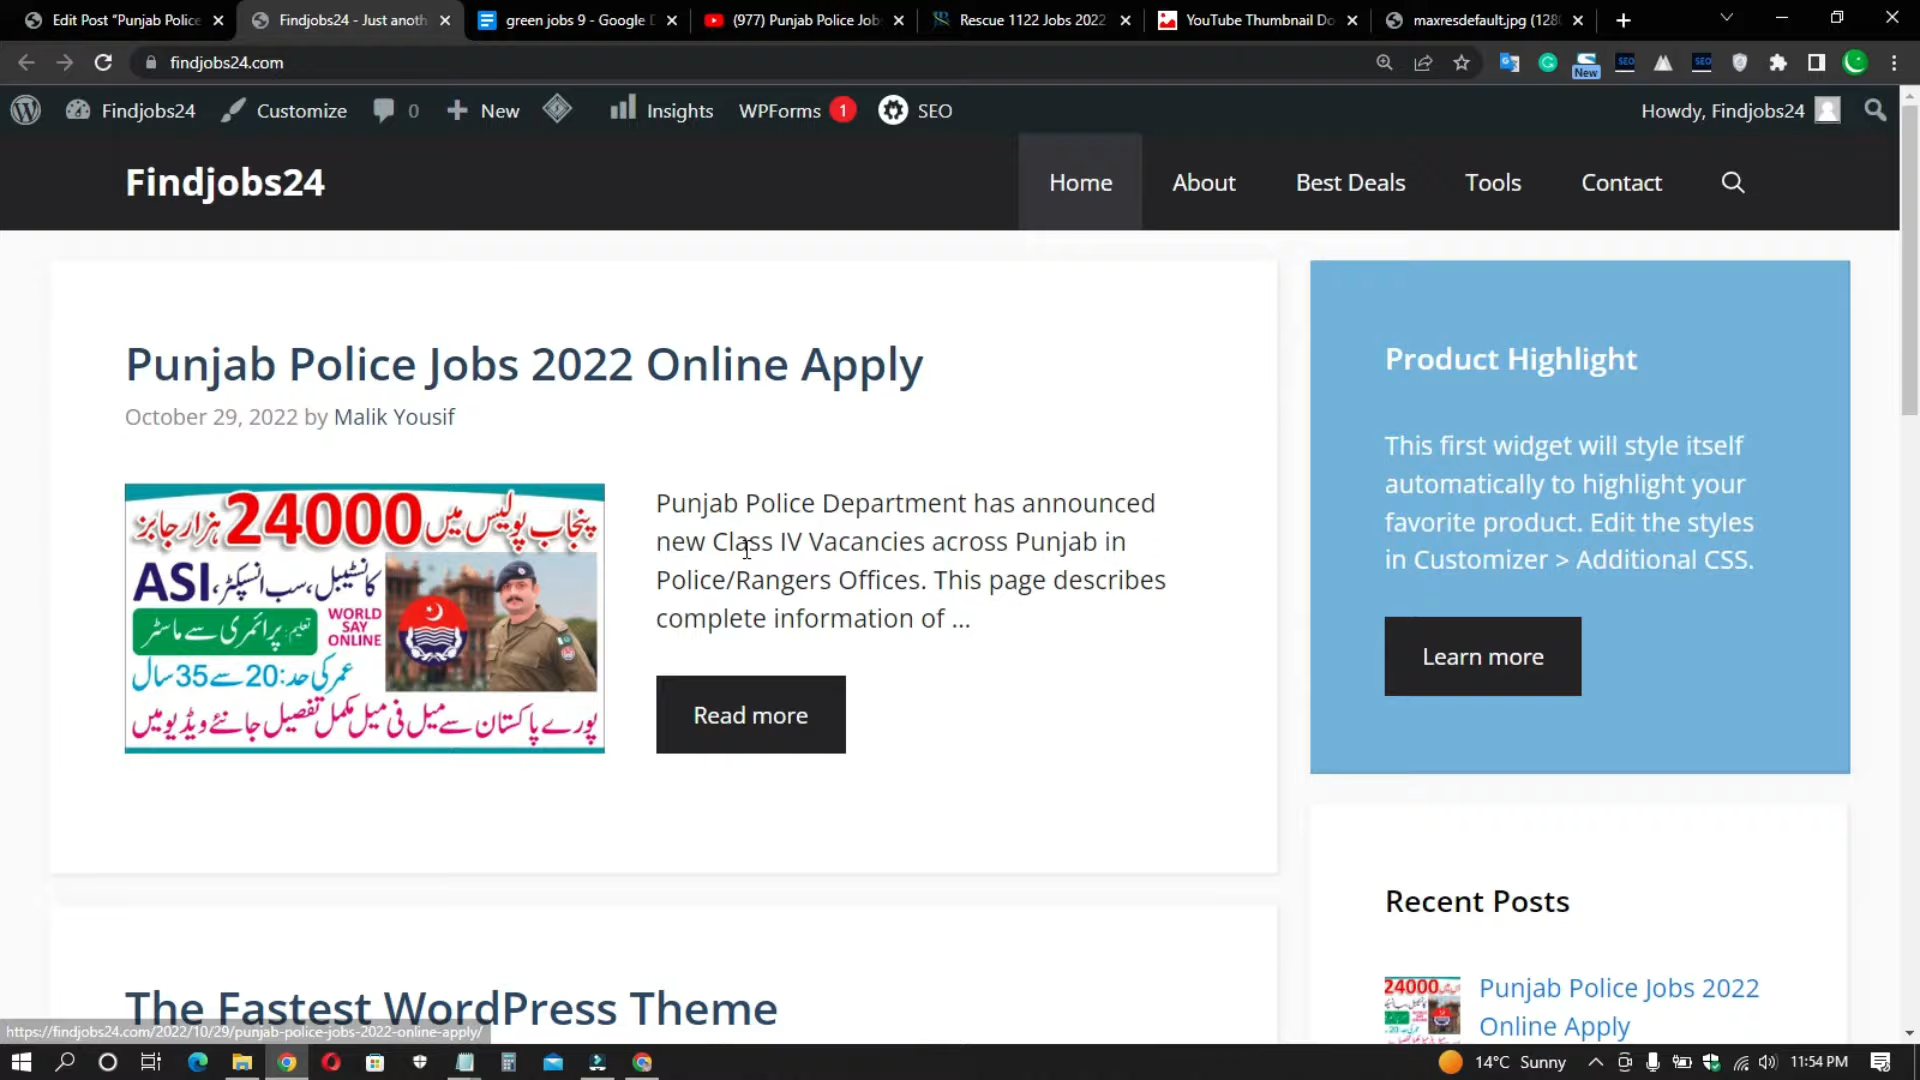 Edit Post "Punjab Police
Findjobs24 - Just anoth
green jobs 9 - Google D
(977) Punjab Police Job
Rescue 1122 Jobs 2022
YouTube Thumbnail Do
maxresdefault.jpg (128
findjobs24.com
SEO
SEO
New
Findjobs24
Customize
0
New
Insights
WPForms 1
SEO
Howdy, Findjobs24
Findjobs24
Home
About
Best Deals
Tools
Contact
Punjab Police Jobs 2022 Online Apply
October 29, 2022 by Malik Yousif
پنجاب پولیس میں 24000 ہزار جابز
کانسٹیبل، سب انسپکٹر، ASI
WORLD
SAY
ONLINE
تعلیم: پرائمری سے ماسٹر
عمر کی حد: 20 سے 35 سال
پورے پاکستان سے میل فی میل مکمل تفصیل جانئے ویڈیو میں
Punjab Police Department has announced
new Class IV Vacancies across Punjab in
Police/Rangers Offices. This page describes
complete information of ...
Read more
Product Highlight
This first widget will style itself
automatically to highlight your
favorite product. Edit the styles
in Customizer > Additional CSS.
Learn more
The Fastest WordPress Theme
Recent Posts
24000
Punjab Police Jobs 2022
Online Apply
https://findjobs24.com/2022/10/29/punjab-police-jobs-2022-online-apply/
14°C Sunny
11:54 PM